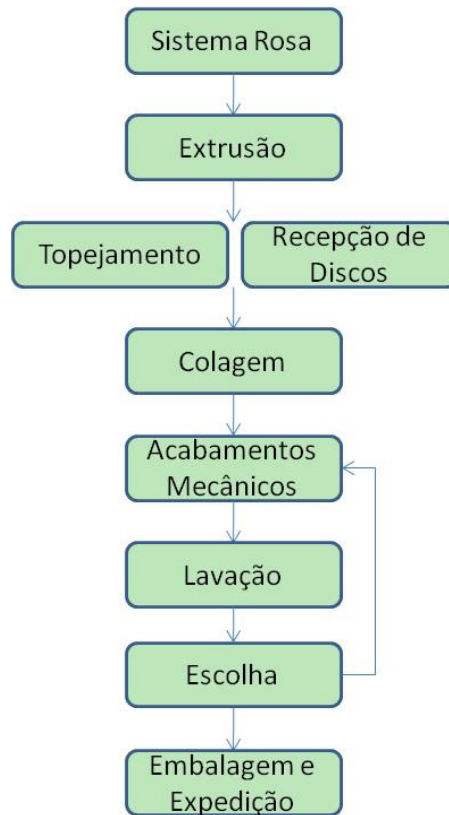 Sistema Rosa
Extrusão
Topejamento
Recepção de
Discos
Colagem
Acabamentos
Mecânicos
Lavação
Escolha
Embalagem e
Expedição